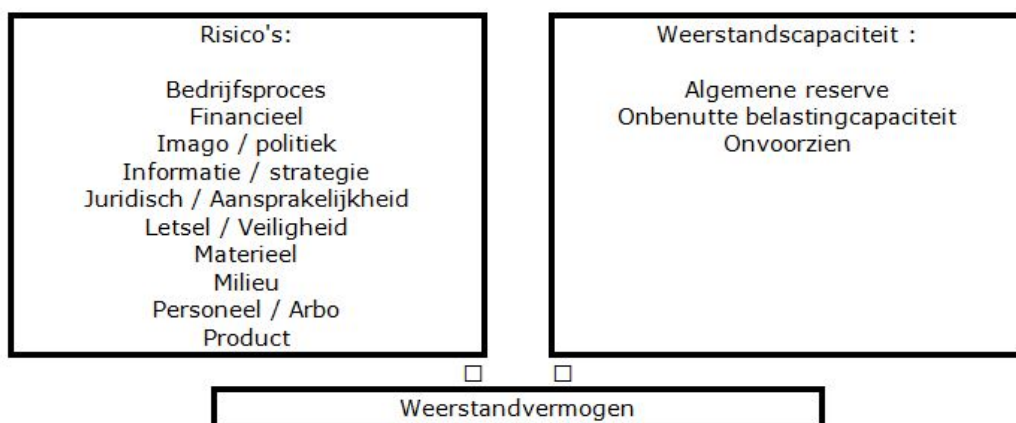 Risico's:
Bedrijfsproces
Financieel
Imago / politiek
Informatie / strategie
Juridisch / Aansprakelijkheid
Letsel / Veiligheid
Materieel
Milieu
Personeel / Arbo
Product
Weerstandscapaciteit :
Algemene reserve
Onbenutte belastingcapaciteit
Onvoorzien
Weerstandvermogen